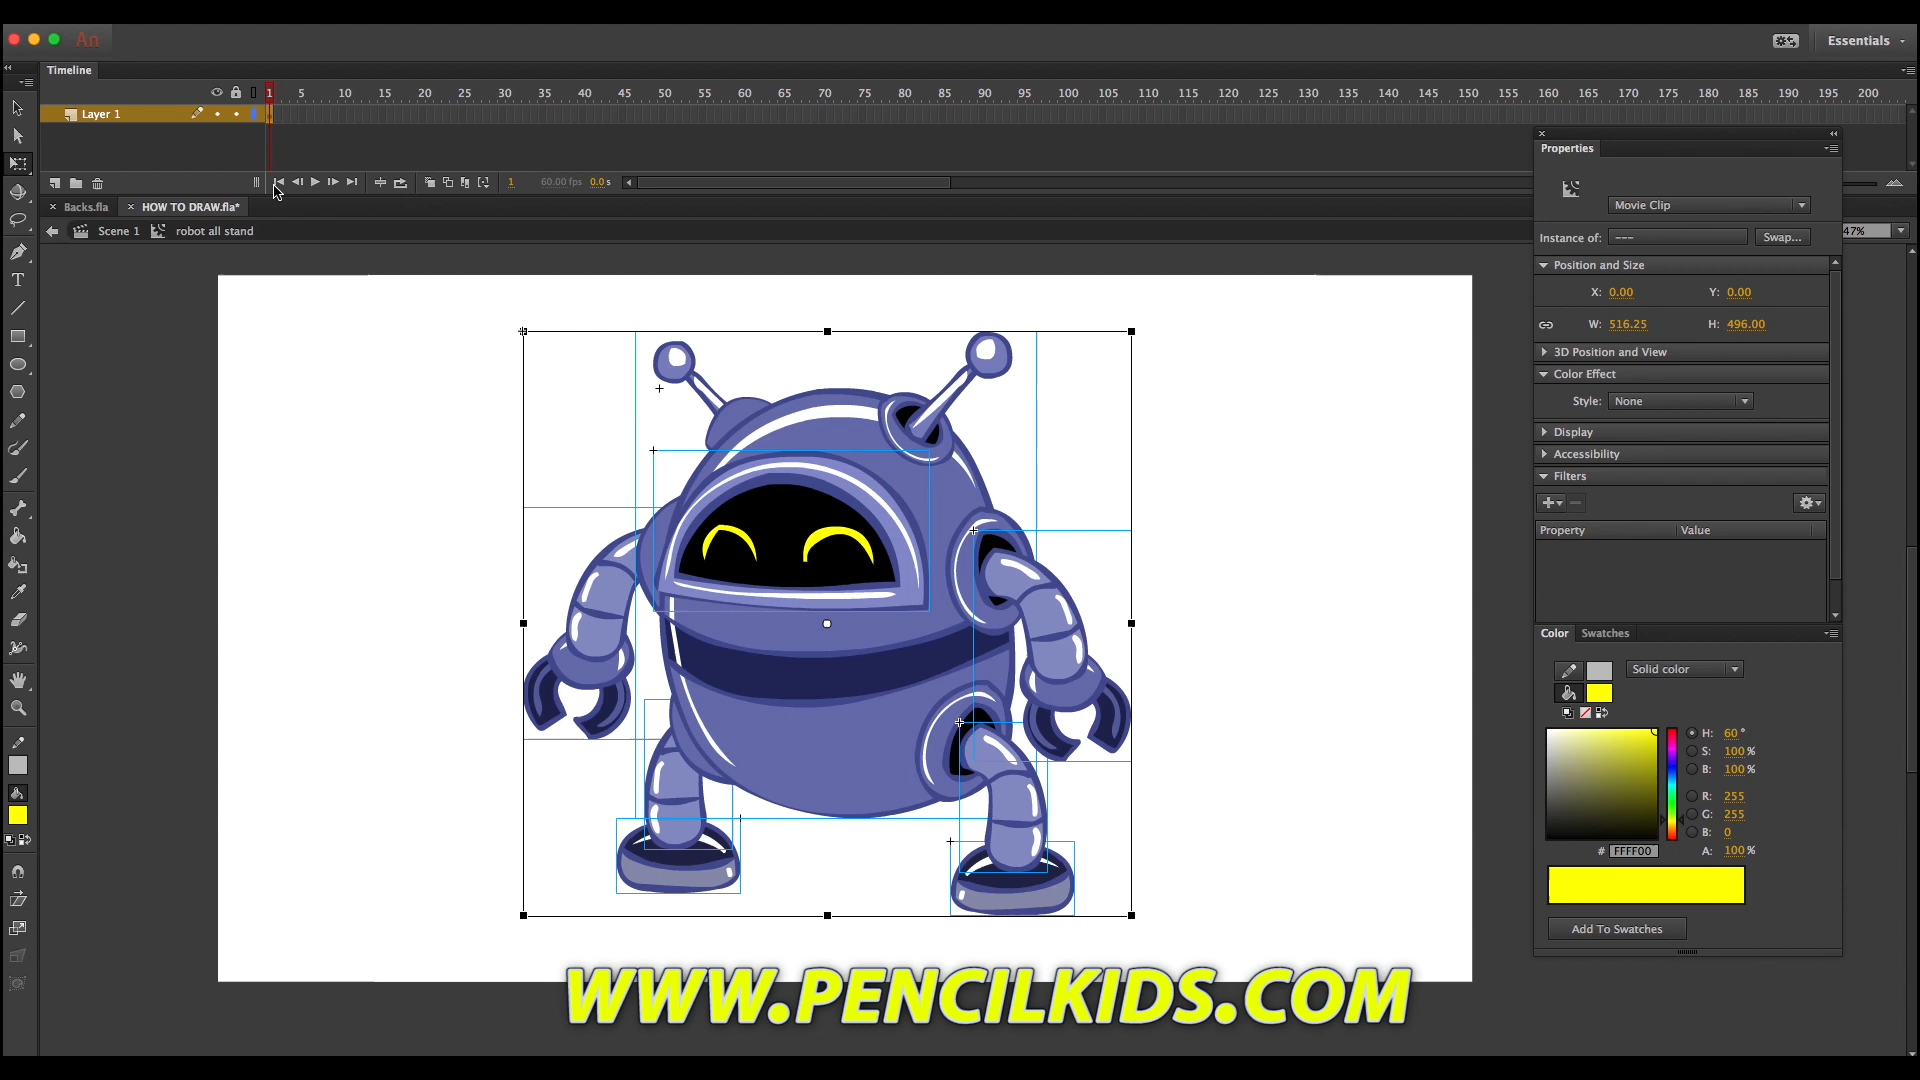 An
Essentials
Timeline
1 5 10 15 20 25 30 35 40 45 50 55 60 65 70 75 80 85 90 95 100 105 110 115 120 125 130 135 140 145 150 155 160 165 170 175 180 185 190 195 200
Layer 1
1 60.00 fps 0.0 s
× Backs.fla × HOW TO DRAW.fla*
Scene 1 robot all stand
47%
Properties
Movie Clip
Instance of: --- Swap...
Position and Size
X: 0.00 Y: 0.00
W: 516.25 H: 496.00
3D Position and View
Color Effect
Style: None
Display
Accessibility
Filters
Property Value
Color Swatches
Solid color
H: 60 °
S: 100 %
B: 100 %
R: 255
G: 255
B: 0
# FFFF00 A: 100 %
Add To Swatches
T
WWW.PENCILKIDS.COM